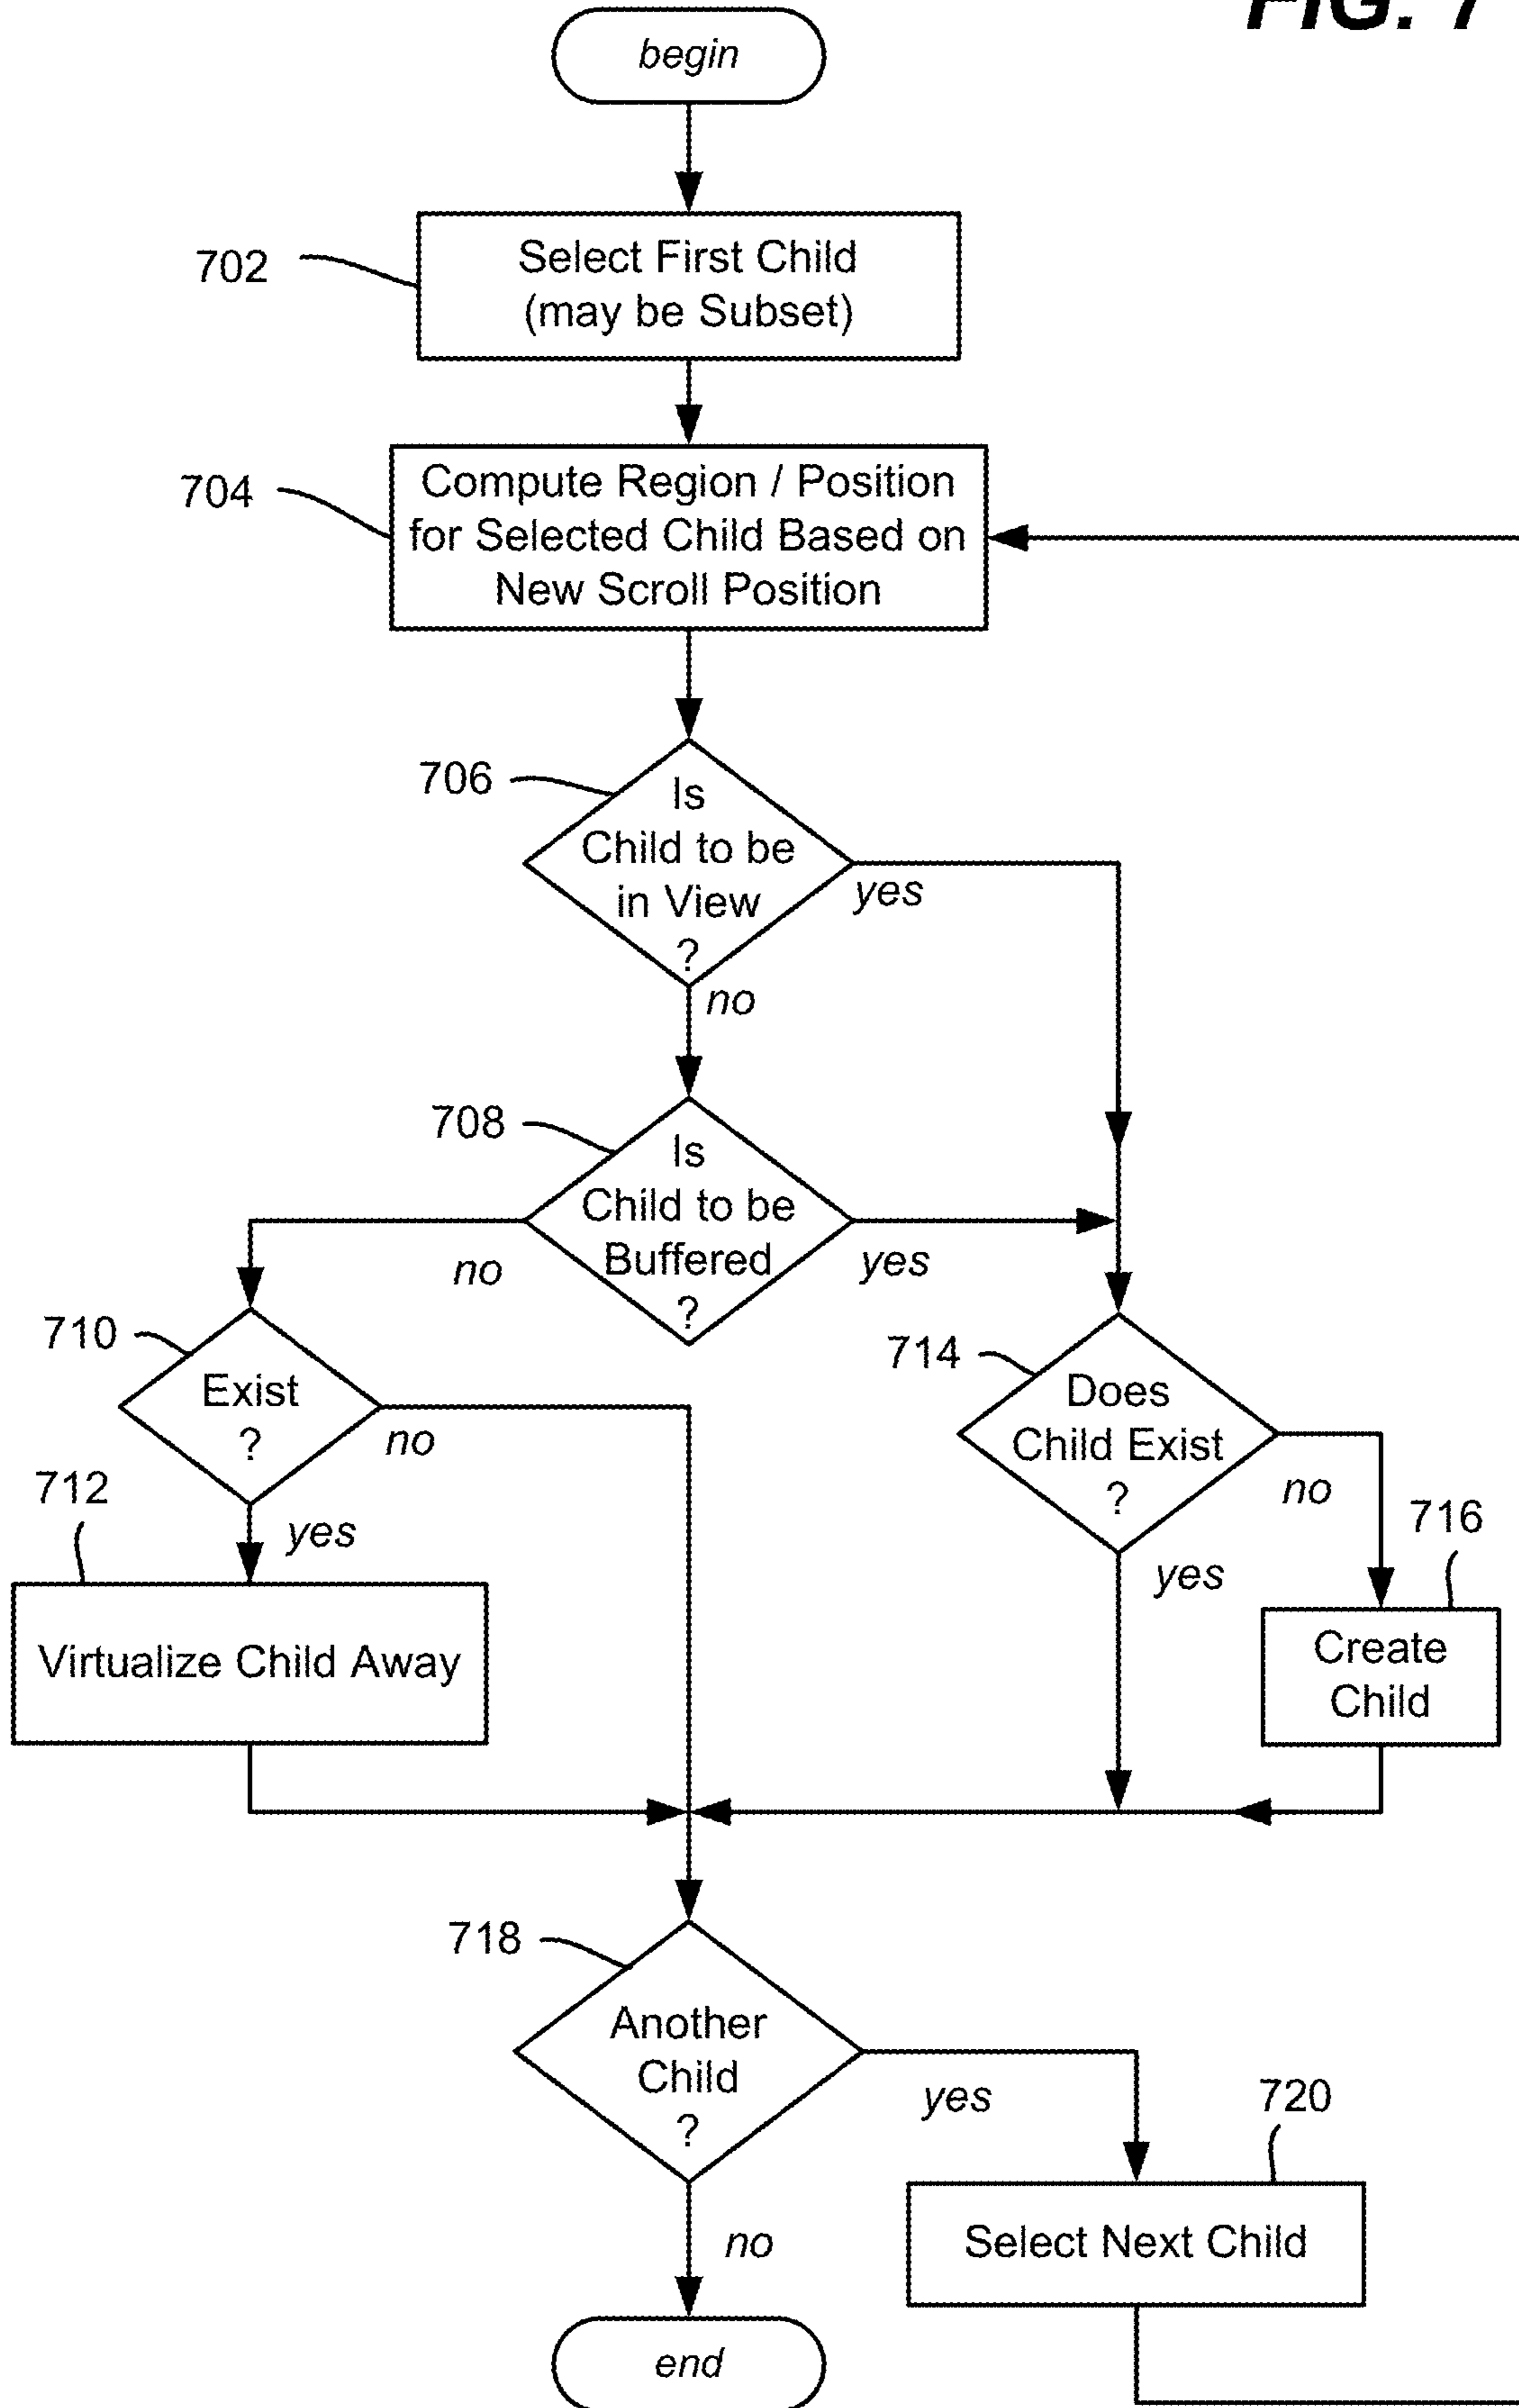 FIG. 7
begin
702
Select First Child
(may be Subset)
704
Compute Region / Position
for Selected Child Based on
New Scroll Position
706
Is
Child to be
in View
?
yes
no
708
Is
Child to be
Buffered
?
no
yes
710
Exist
?
no
714
Does
Child Exist
?
no
712
yes
716
yes
Virtualize Child Away
Create
Child
718
Another
Child
?
yes
720
no
Select Next Child
end